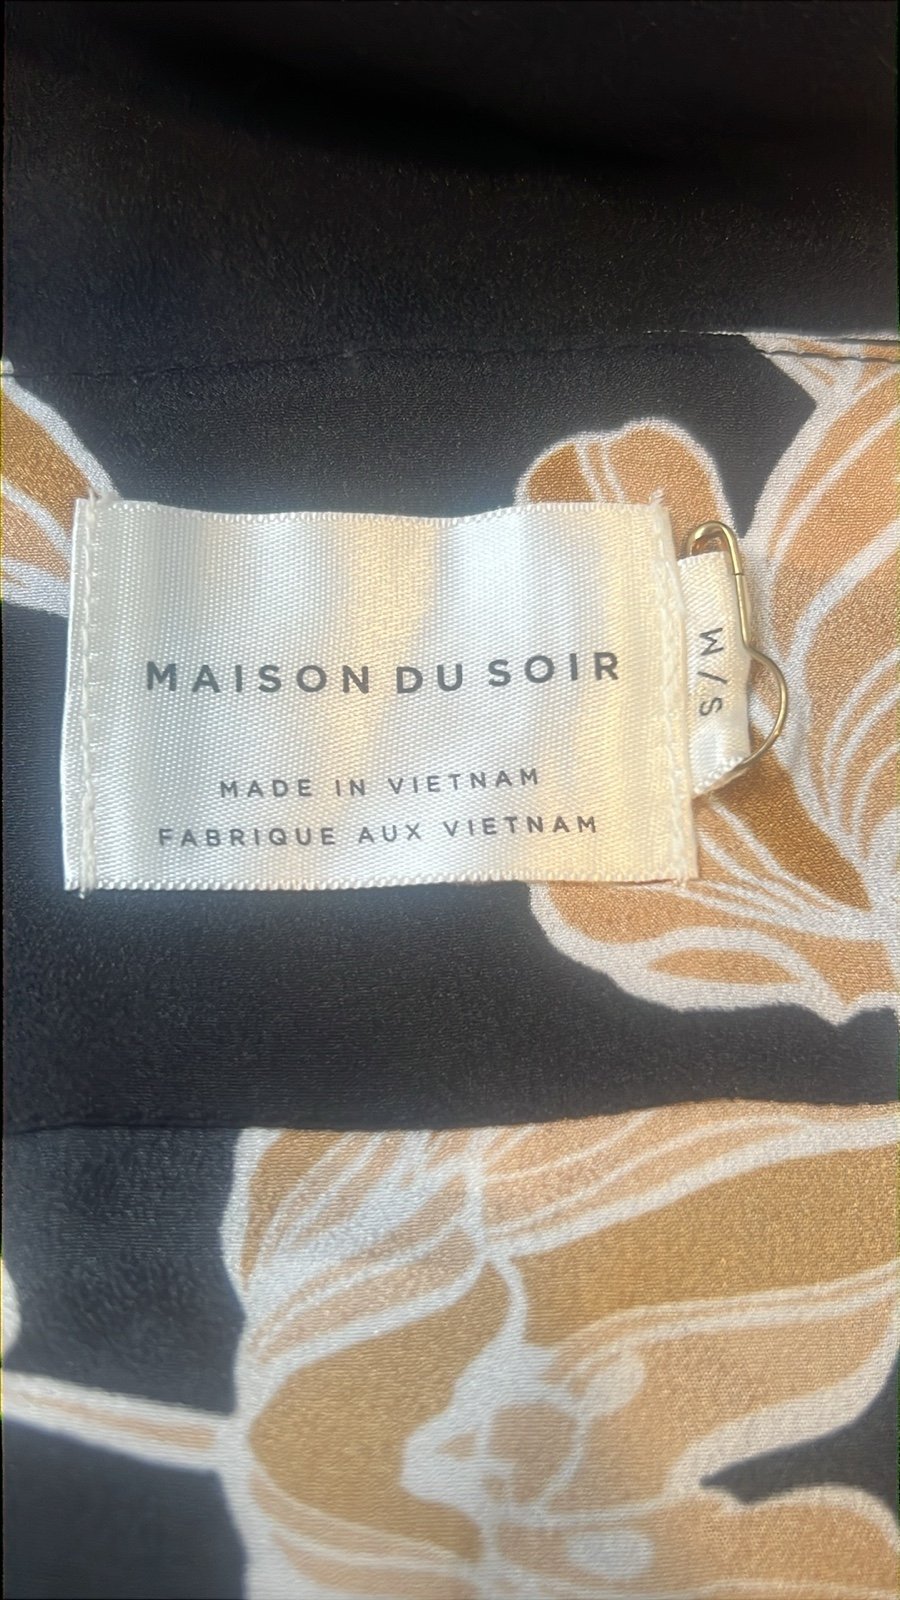 MAISON DU SOIR
MADE IN VIETNAM
FABRIQUE AUX VIETNAM
S/M